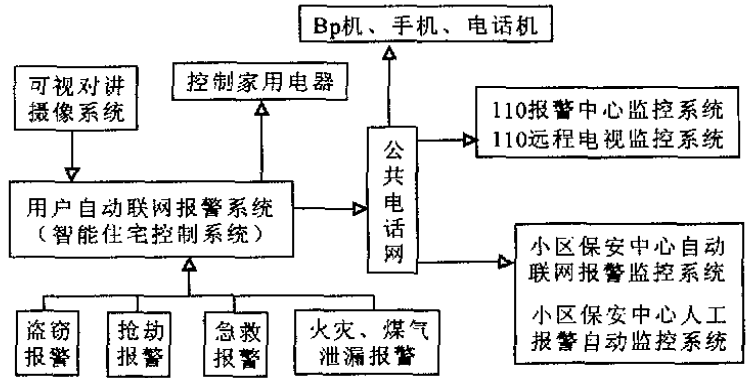 Bp机、手机、电话机
可视对讲
摄像系统
控制家用电器
110报警中心监控系统
110远程电视监控系统
公共电话网
用户自动联网报警系统
(智能住宅控制系统)
小区保安中心自动
联网报警监控系统
小区保安中心人工
报警自动监控系统
盗窃
报警
抢劫
报警
急救
报警
火灾、煤气
泄漏报警